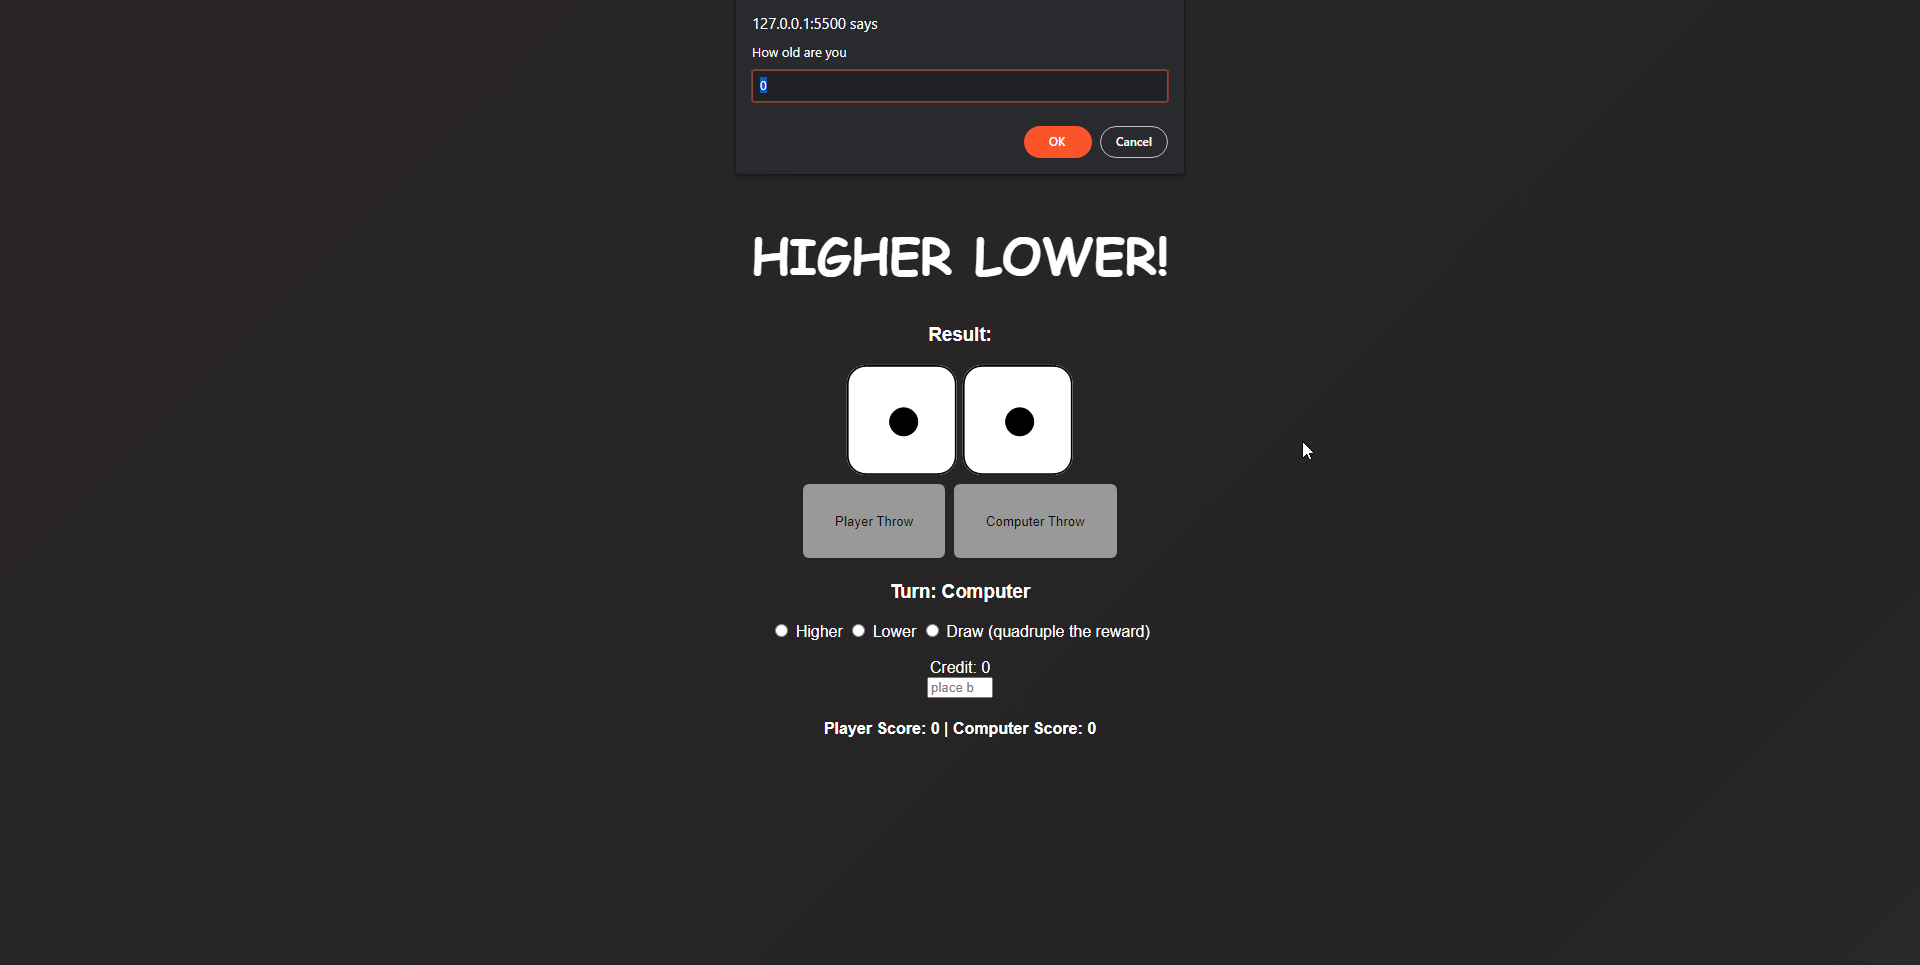 127.0.0.1:5500 says
How old are you
0
OK Cancel
HIGHER LOWER!
Result:
Player Throw Computer Throw
Turn: Computer
Higher Lower Draw (quadruple the reward)
Credit: 0
place b
Player Score: 0 | Computer Score: 0